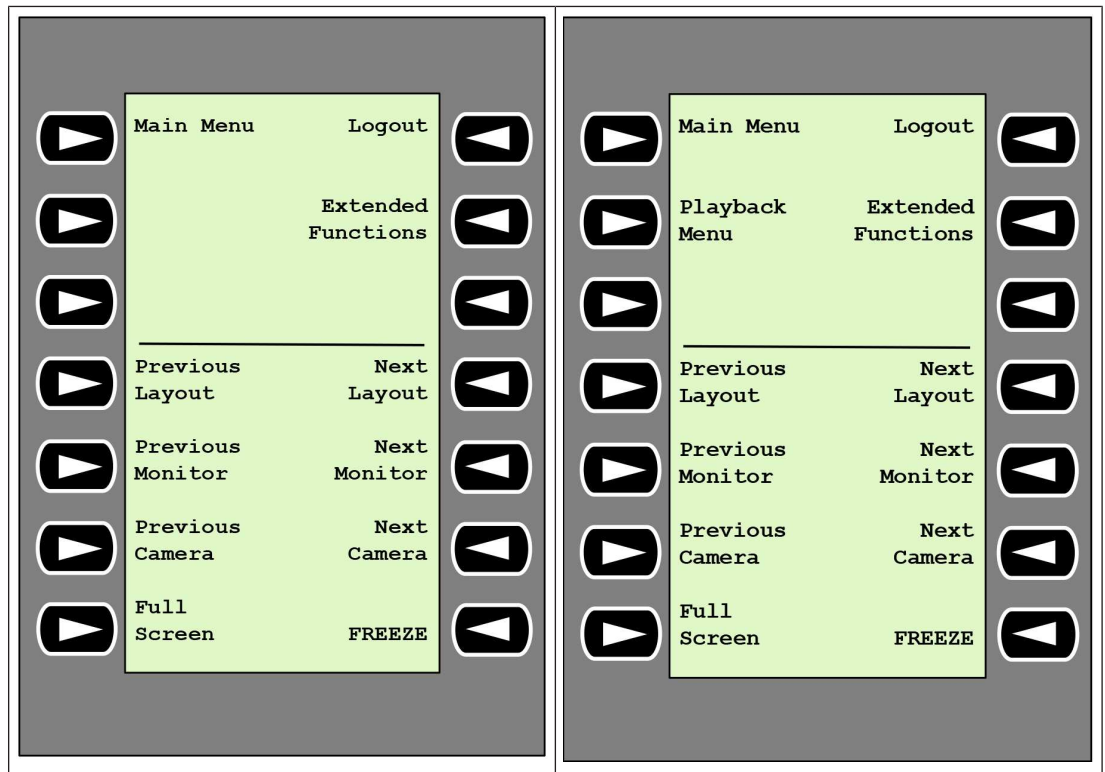 Main Menu Logout
Extended
Functions
Previous Next
Layout Layout
Previous Next
Monitor Monitor
Previous Next
Camera Camera
Full
Screen FREEZE
Main Menu Logout
Playback Extended
Menu Functions
Previous Next
Layout Layout
Previous Next
Monitor Monitor
Previous Next
Camera Camera
Full
Screen FREEZE